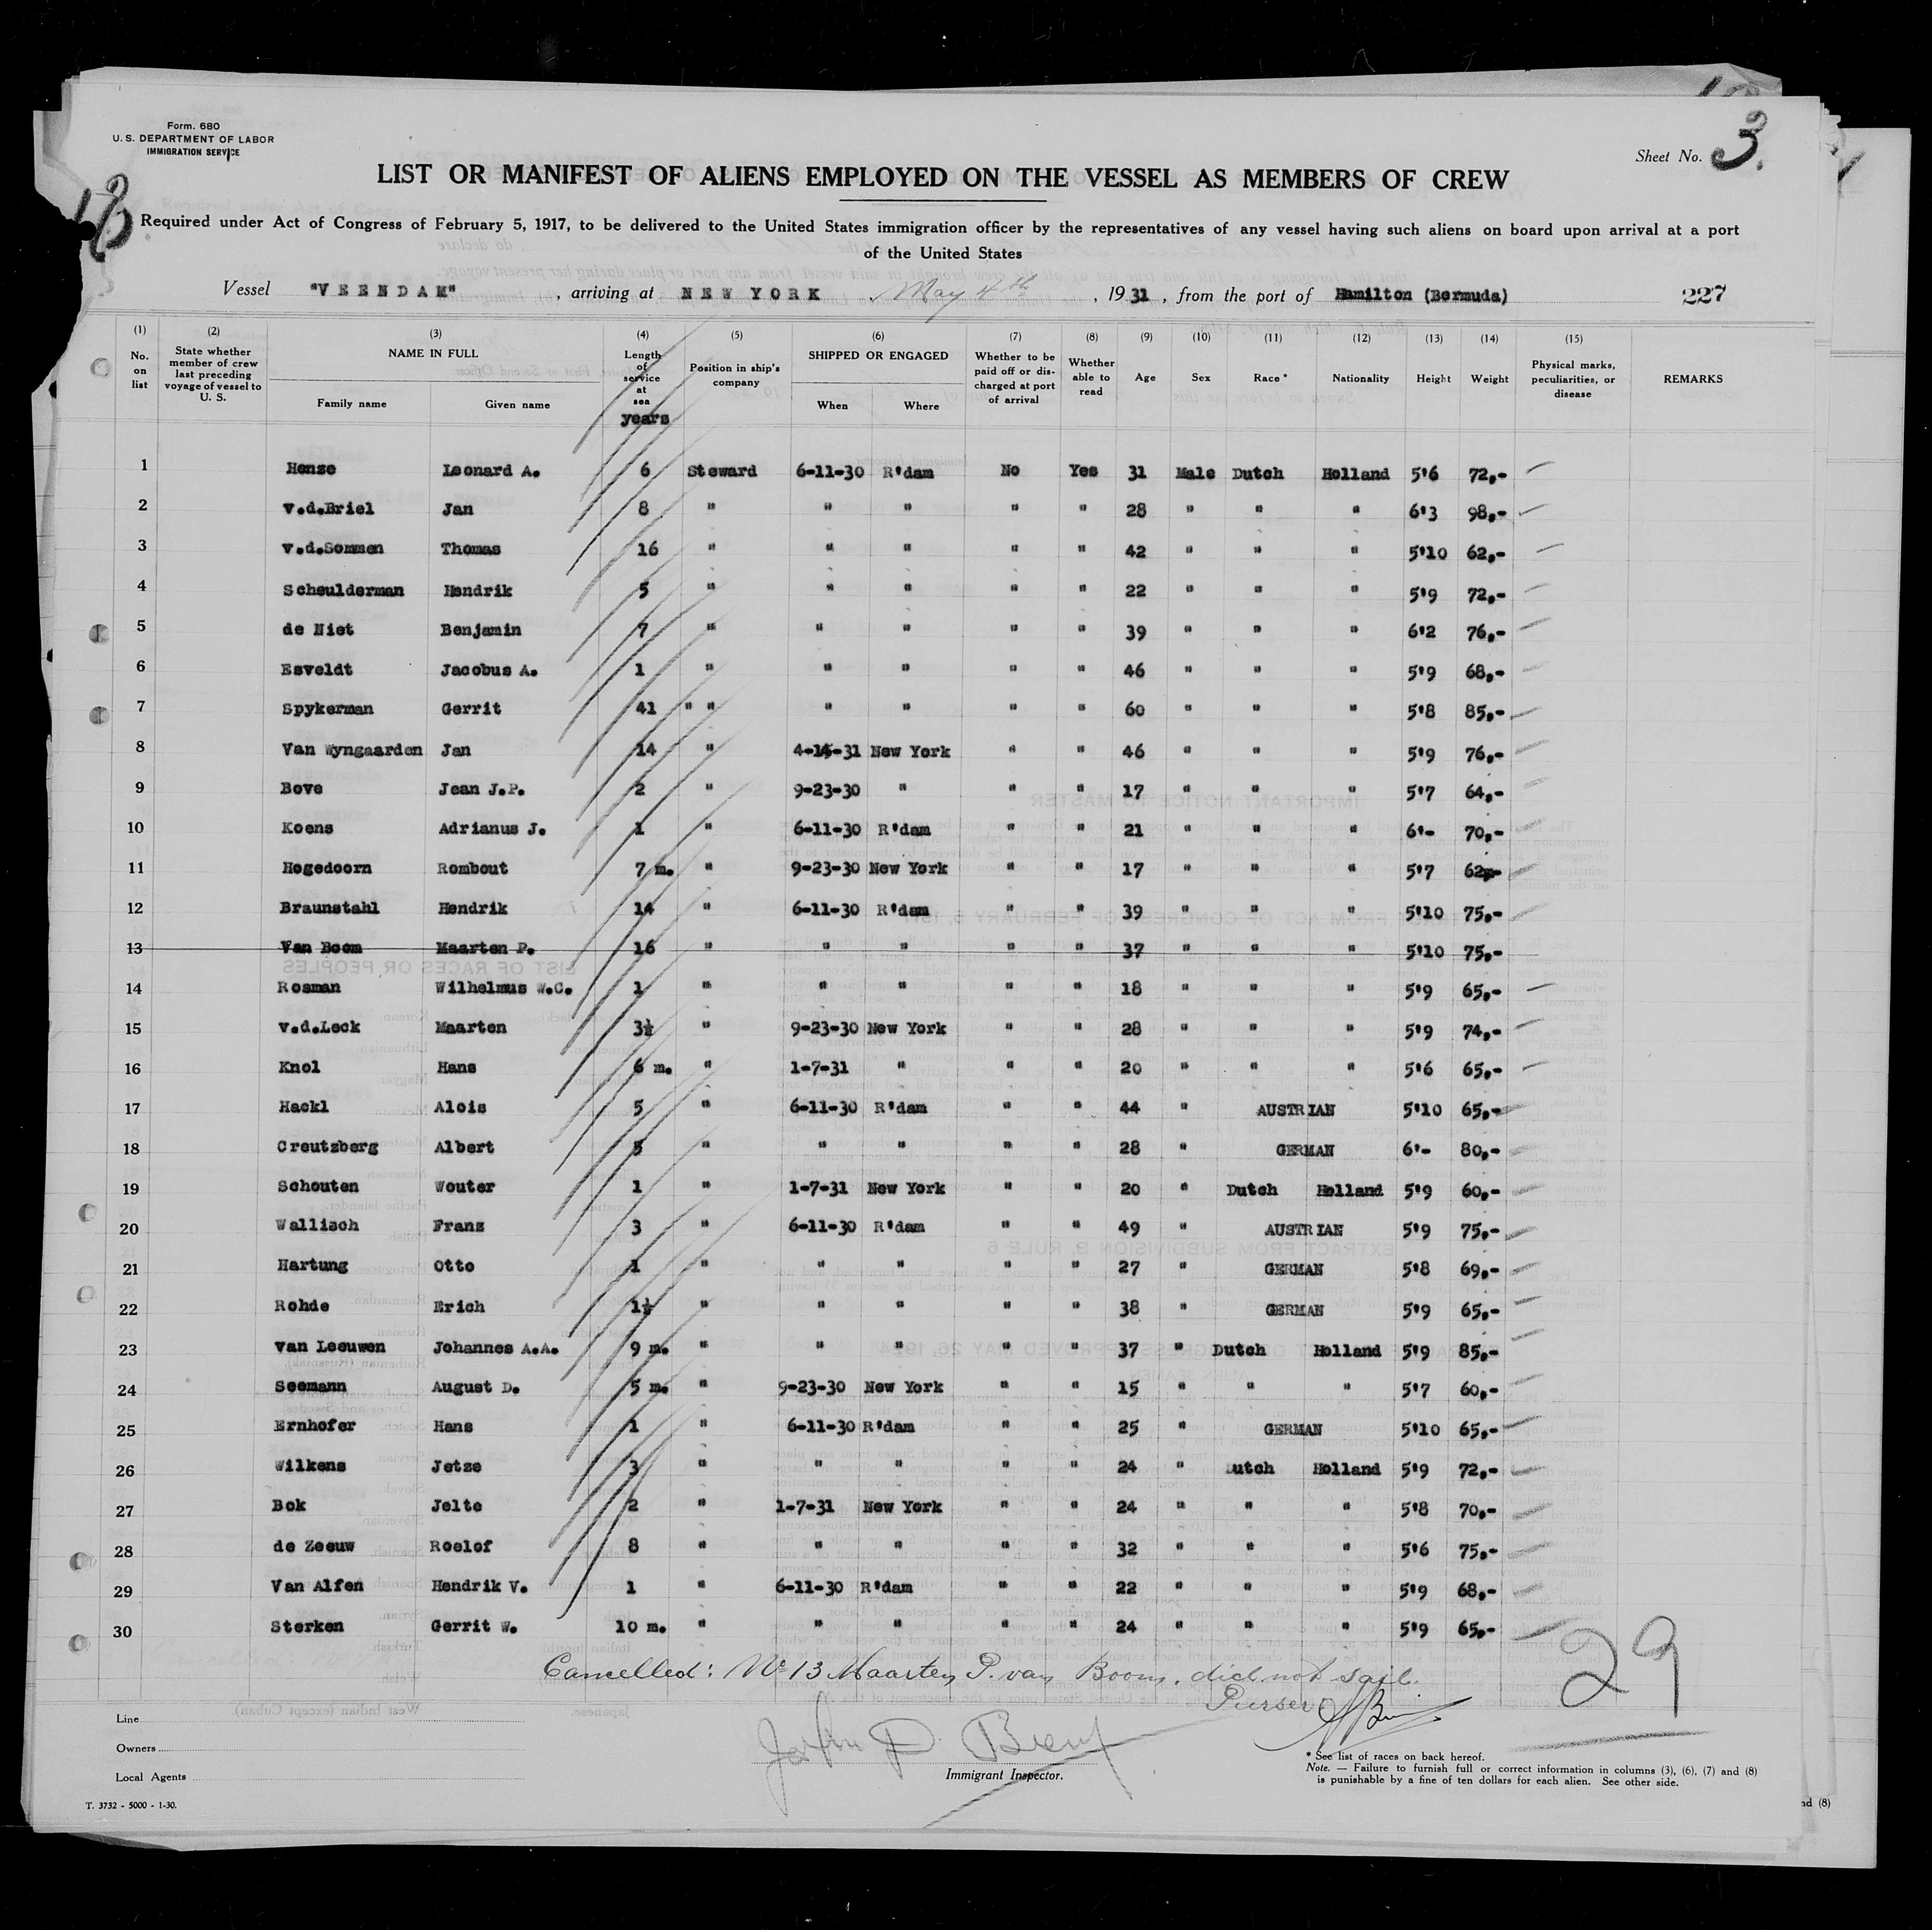 Form. 680
U. S. DEPARTMENT OF LABOR
IMMIGRATION SERVICE
Sheet No. 3.
LIST OR MANIFEST OF ALIENS EMPLOYED ON THE VESSEL AS MEMBERS OF CREW
Required under Act of Congress of February 5, 1917, to be delivered to the United States immigration officer by the representatives of any vessel having such aliens on board upon arrival at a port
of the United States
Vessel "VEENDAM" , arriving at NEW YORK May 4th , 1931 , from the port of Hamilton (Bermuda) 227
(1) (2) (3) (4) (5) (6) (7) (8) (9) (10) (11) (12) (13) (14) (15)
No. on list State whether member of crew last preceding voyage of vessel to U. S. NAME IN FULL Family name Given name Length of service at sea years Position in ship's company SHIPPED OR ENGAGED When Where Whether to be paid off or discharged at port of arrival Whether able to read Age Sex Race * Nationality Height Weight Physical marks, peculiarities, or disease REMARKS
1 Henze Leonard A. 6 Steward 6-11-30 R'dam No Yes 31 Male Dutch Holland 5'6 72,-
2 v.d.Briel Jan 8 " " " " " 28 " " " 6'3 98,-
3 v.d.Sommen Thomas 16 " " " " " 42 " " " 5'10 62,-
4 Scheulderman Hendrik 5 " " " " " 22 " " " 5'9 72,-
5 de Niet Benjamin 7 " " " " " 39 " " " 6'2 76,-
6 Esveldt Jacobus A. 1 " " " " " 46 " " " 5'9 68,-
7 Spykerman Gerrit 41 " " " " " " 60 " " " 5'8 85,-
8 Van Wyngaarden Jan 14 " 4-14-31 New York " " 46 " " " 5'9 76,-
9 Bove Jean J.P. 2 " 9-23-30 " " " 17 " " " 5'7 64,-
10 Koens Adrianus J. 1 " 6-11-30 R'dam " " 21 " " " 6'- 70,-
11 Hogedoorn Rombout 7 m. " 9-23-30 New York " " 17 " " " 5'7 62,-
12 Braunstahl Hendrik 14 " 6-11-30 R'dam " " 39 " " " 5'10 75,-
13 Van Boom Maarten P. 16 " " " " " 37 " " " 5'10 75,-
14 Rosman Wilhelmus W.C. 1 " " " " " 18 " " " 5'9 65,-
15 v.d.Leck Maarten 3½ " 9-23-30 New York " " 28 " " " 5'9 74,-
16 Knol Hans 6 m. " 1-7-31 " " " 20 " " " 5'6 65,-
17 Hackl Alois 5 " 6-11-30 R'dam " " 44 " AUSTRIAN 5'10 65,-
18 Creutzberg Albert 5 " " " " " 28 " GERMAN 6'- 80,-
19 Schouten Wouter 1 " 1-7-31 New York " " 20 " Dutch Holland 5'9 60,-
20 Wallisch Franz 3 " 6-11-30 R'dam " " 49 " AUSTRIAN 5'9 75,-
21 Hartung Otto 1 " " " " " 27 " GERMAN 5'8 69,-
22 Rohde Erich 1½ " " " " " 38 " GERMAN 5'9 65,-
23 Van Leeuwen Johannes A.A. 9 m. " " " " " 37 " Dutch Holland 5'9 85,-
24 Seemann August D. 5 m. " 9-23-30 New York " " 15 " " " 5'7 60,-
25 Ernhofer Hans 1 " 6-11-30 R'dam " " 25 " GERMAN 5'10 65,-
26 Wilkens Jetze 3 " " " " " 24 " Dutch Holland 5'9 72,-
27 Bok Jelte 2 " 1-7-31 New York " " 24 " " " 5'8 70,-
28 de Zeeuw Roelof 8 " " " " " 32 " " " 5'6 75,-
29 Van Alfen Hendrik V. 1 " 6-11-30 R'dam " " 22 " " " 5'9 68,-
30 Sterken Gerrit W. 10 m. " " " " " 24 " " " 5'9 65,-
Cancelled: No 13 Maarten P. van Boom, did not sail.
Purser
29
Line
Owners
Local Agents
John D.
Immigrant Inspector.
* See list of races on back hereof.
Note. — Failure to furnish full or correct information in columns (3), (6), (7) and (8)
is punishable by a fine of ten dollars for each alien. See other side.
T. 3732 - 5000 - 1-30.
nd (8)